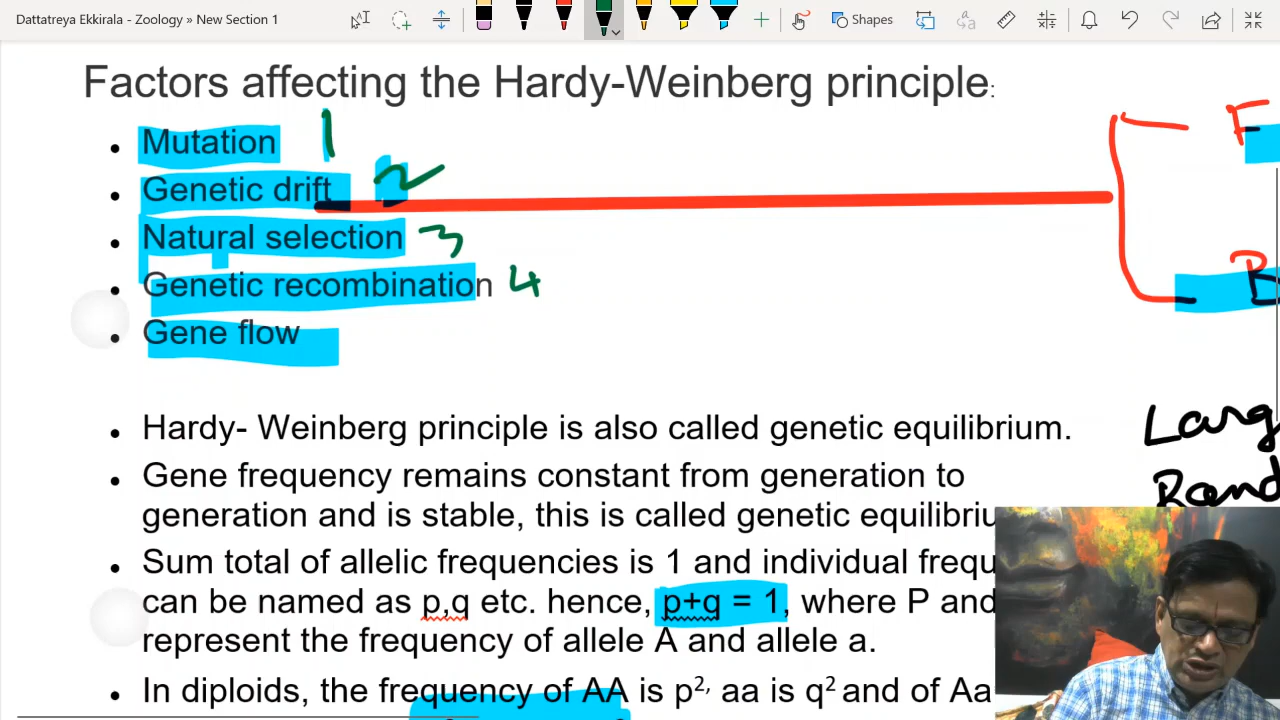 Dattatreya Ekkirala - Zoology » New Section 1
Shapes
Factors affecting the Hardy-Weinberg principle:
• Mutation 1
• Genetic drift 2
• Natural selection 3
• Genetic recombination 4
• Gene flow
F
B
• Hardy- Weinberg principle is also called genetic equilibrium.
Larg
• Gene frequency remains constant from generation to
Rand
generation and is stable, this is called genetic equilibriu
• Sum total of allelic frequencies is 1 and individual frequ
can be named as p,q etc. hence, p+q = 1, where P and
represent the frequency of allele A and allele a.
• In diploids, the frequency of AA is p², aa is q² and of Aa